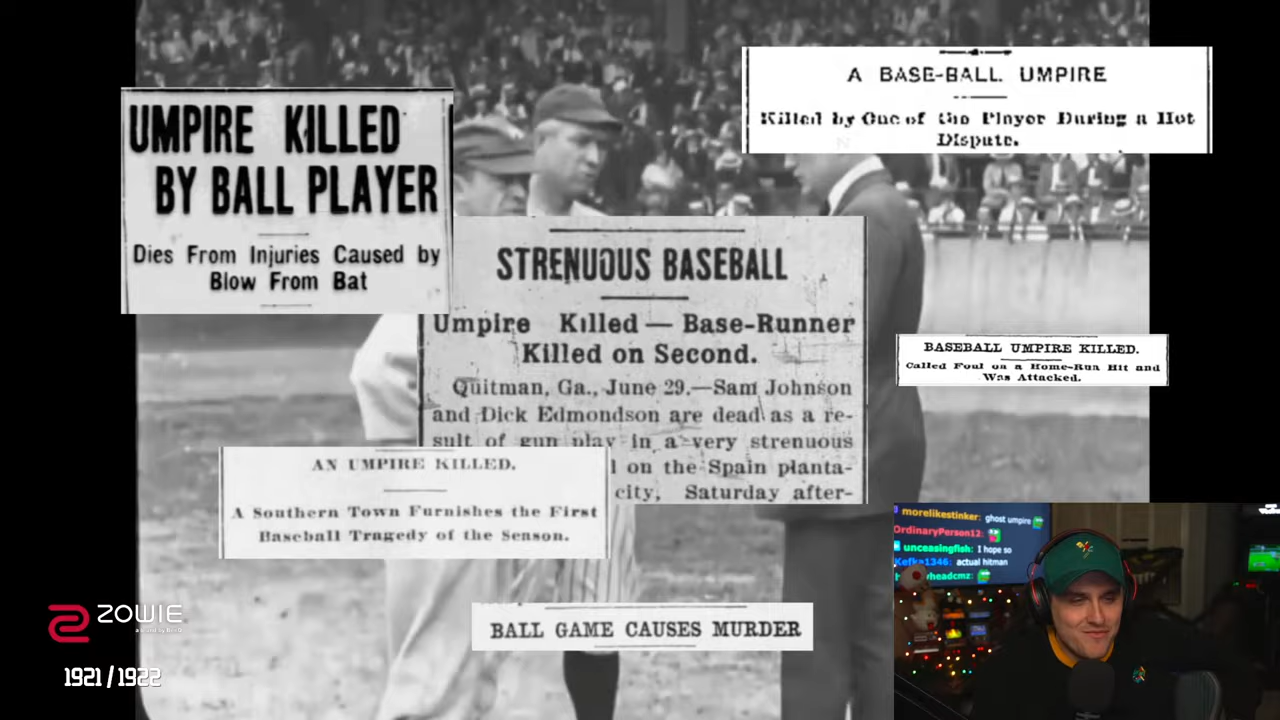 UMPIRE KILLED
BY BALL PLAYER
Dies From Injuries Caused by
Blow From Bat
A BASE-BALL UMPIRE
Killed by One of the Player During a Hot
Dispute.
STRENUOUS BASEBALL
Umpire Killed — Base-Runner
Killed on Second.
Quitman, Ga., June 29.—Sam Johnson
and Dick Edmondson are dead as a re-
sult of gun play in a very strenuous
l on the Spain planta-
city, Saturday after-
BASEBALL UMPIRE KILLED.
Called Foul on a Home-Run Hit and
Was Attacked.
AN UMPIRE KILLED.
A Southern Town Furnishes the First
Baseball Tragedy of the Season.
BALL GAME CAUSES MURDER
ZOWIE
1921/1922
morelikestinker: ghost umpire
OrdinaryPerson12:
unceasingfish: I hope so
Kefka1346: actual hitman
headcmz: